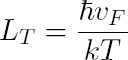 L_T = \frac{\hbar v_F}{kT}